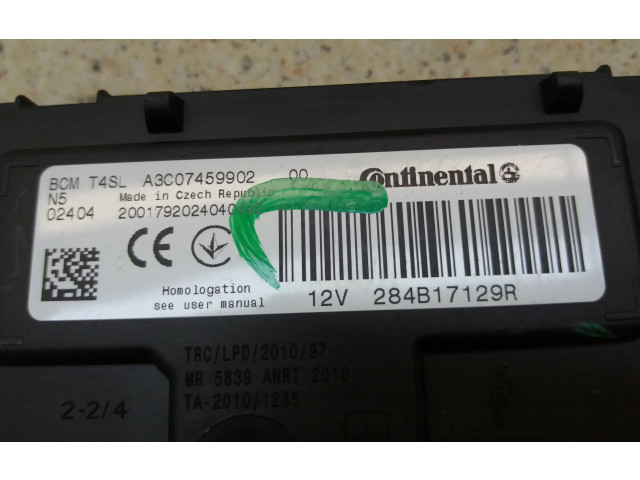 BCM T4SL A3C07459902 00 Continental
N5 Made in Czech Republic
02404 2001792024040
CE
Homologation
see user manual
12V 284B17129R
TRC/LPD/2010/97
MR 5839 ANRT 2010
TA-2010/1235
2-2/4